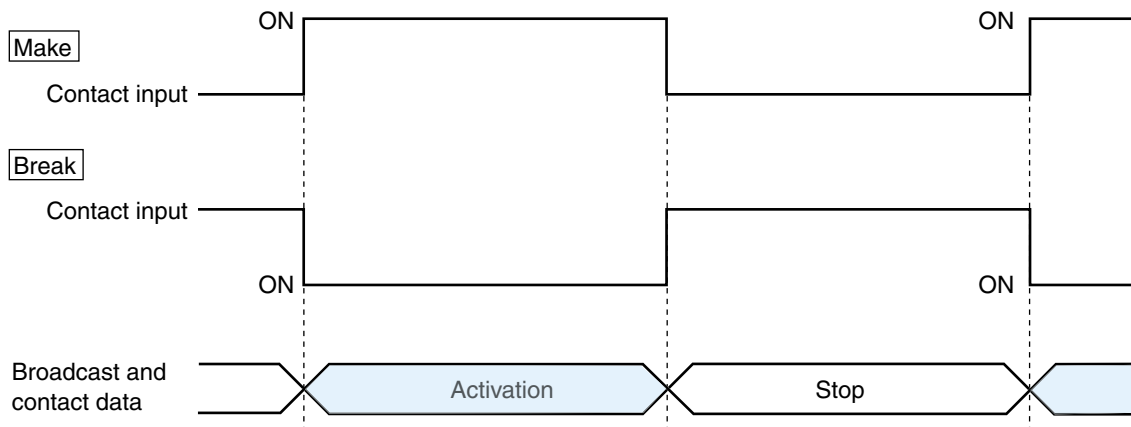 ON
ON
Make
Contact input
Break
Contact input
ON
ON
Broadcast and
contact data
Activation
Stop